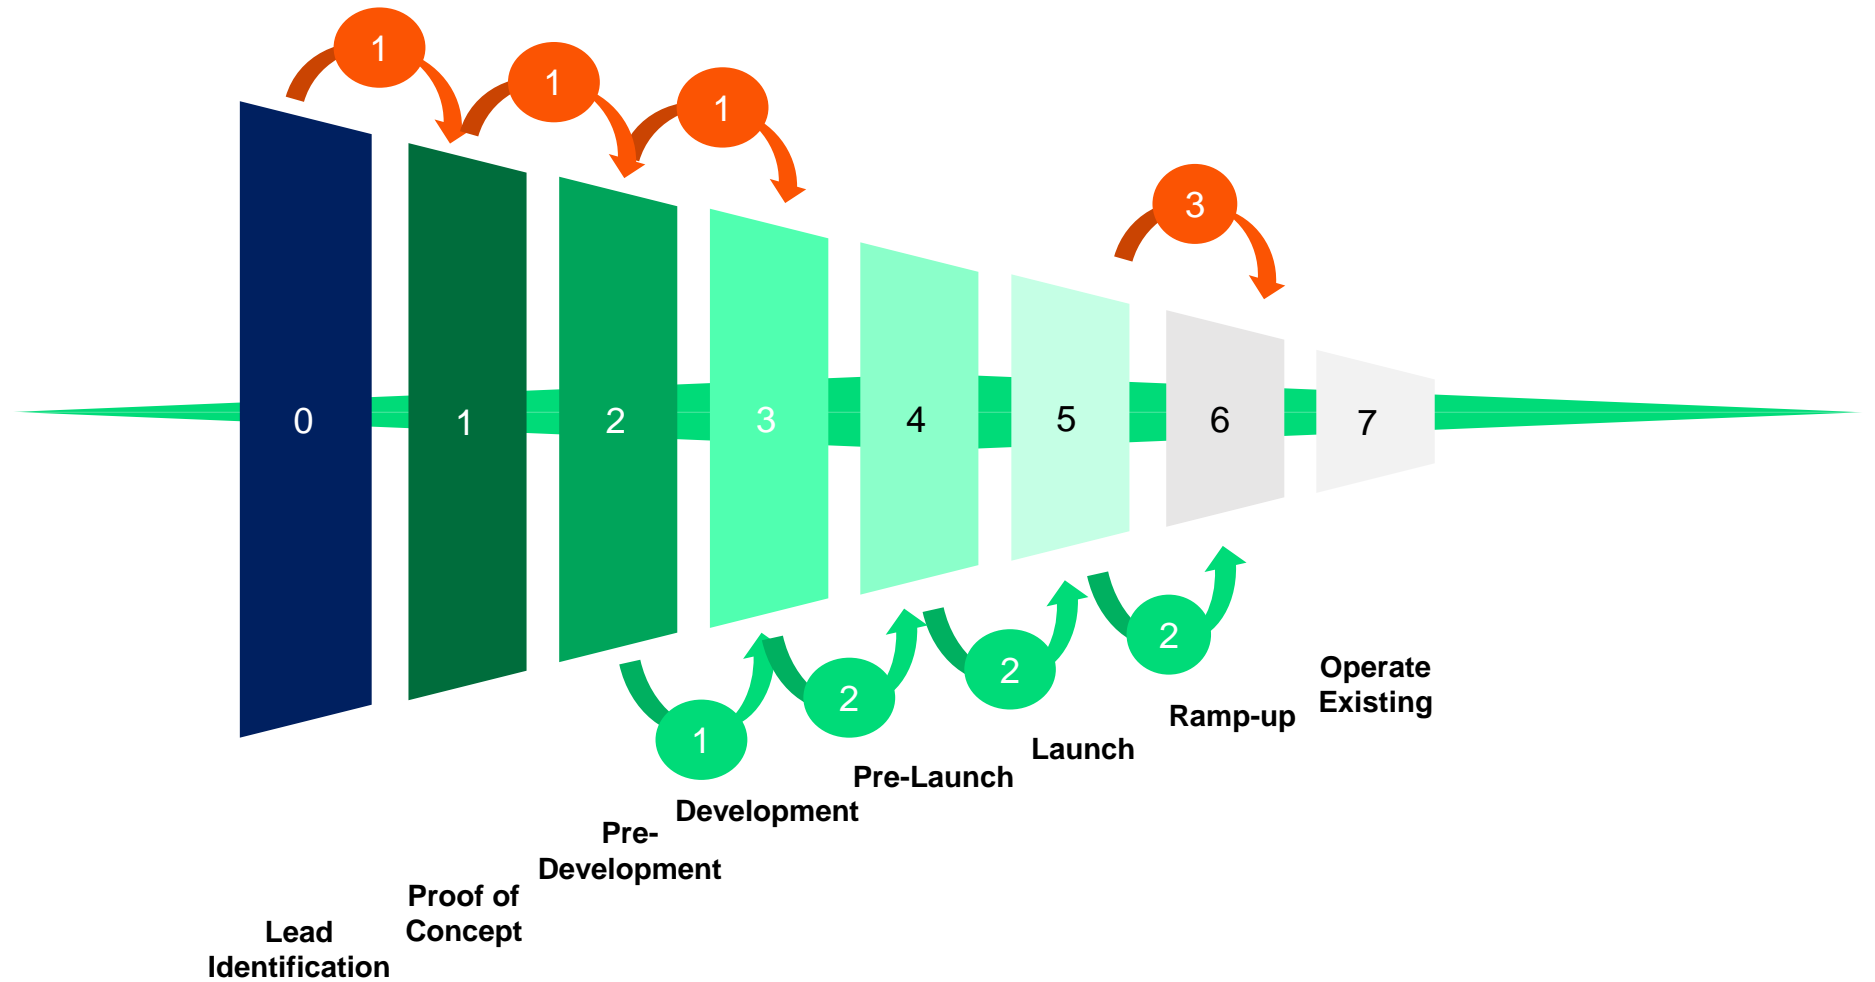 1
1
1
3
0
1
2
3
4
5
6
7
1
2
2
2
Operate
Existing
Ramp-up
Launch
Pre-Launch
Development
Pre-
Development
Proof of
Concept
Lead
Identification